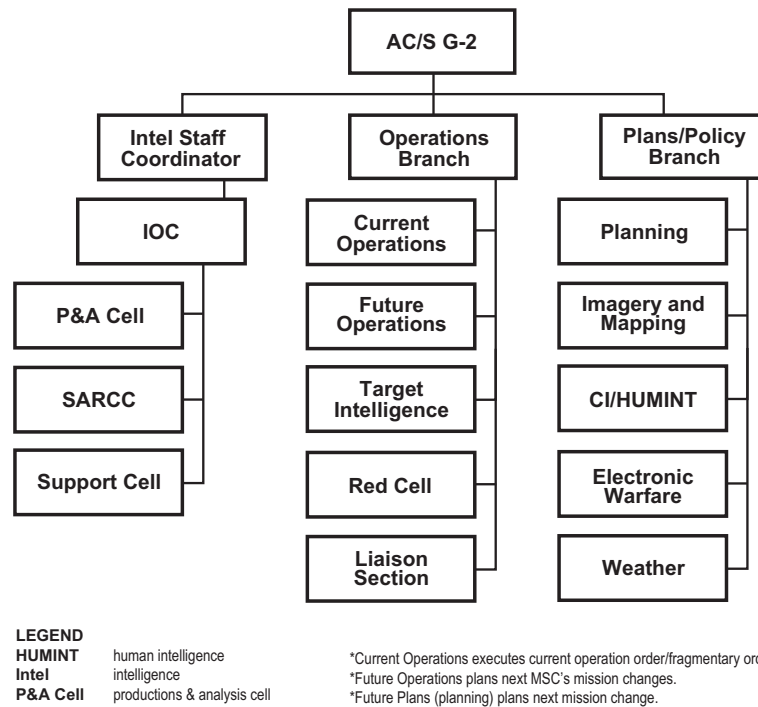 AC/S G-2
Intel Staff
Coordinator
Operations
Branch
Plans/Policy
Branch
IOC
P&A Cell
SARCC
Support Cell
Current
Operations
Future
Operations
Target
Intelligence
Red Cell
Liaison
Section
Planning
Imagery and
Mapping
CI/HUMINT
Electronic
Warfare
Weather
LEGEND
HUMINT human intelligence
Intel intelligence
P&A Cell productions & analysis cell
*Current Operations executes current operation order/fragmentary
*Future Operations plans next MSC's mission changes.
*Future Plans (planning) plans next mission change.